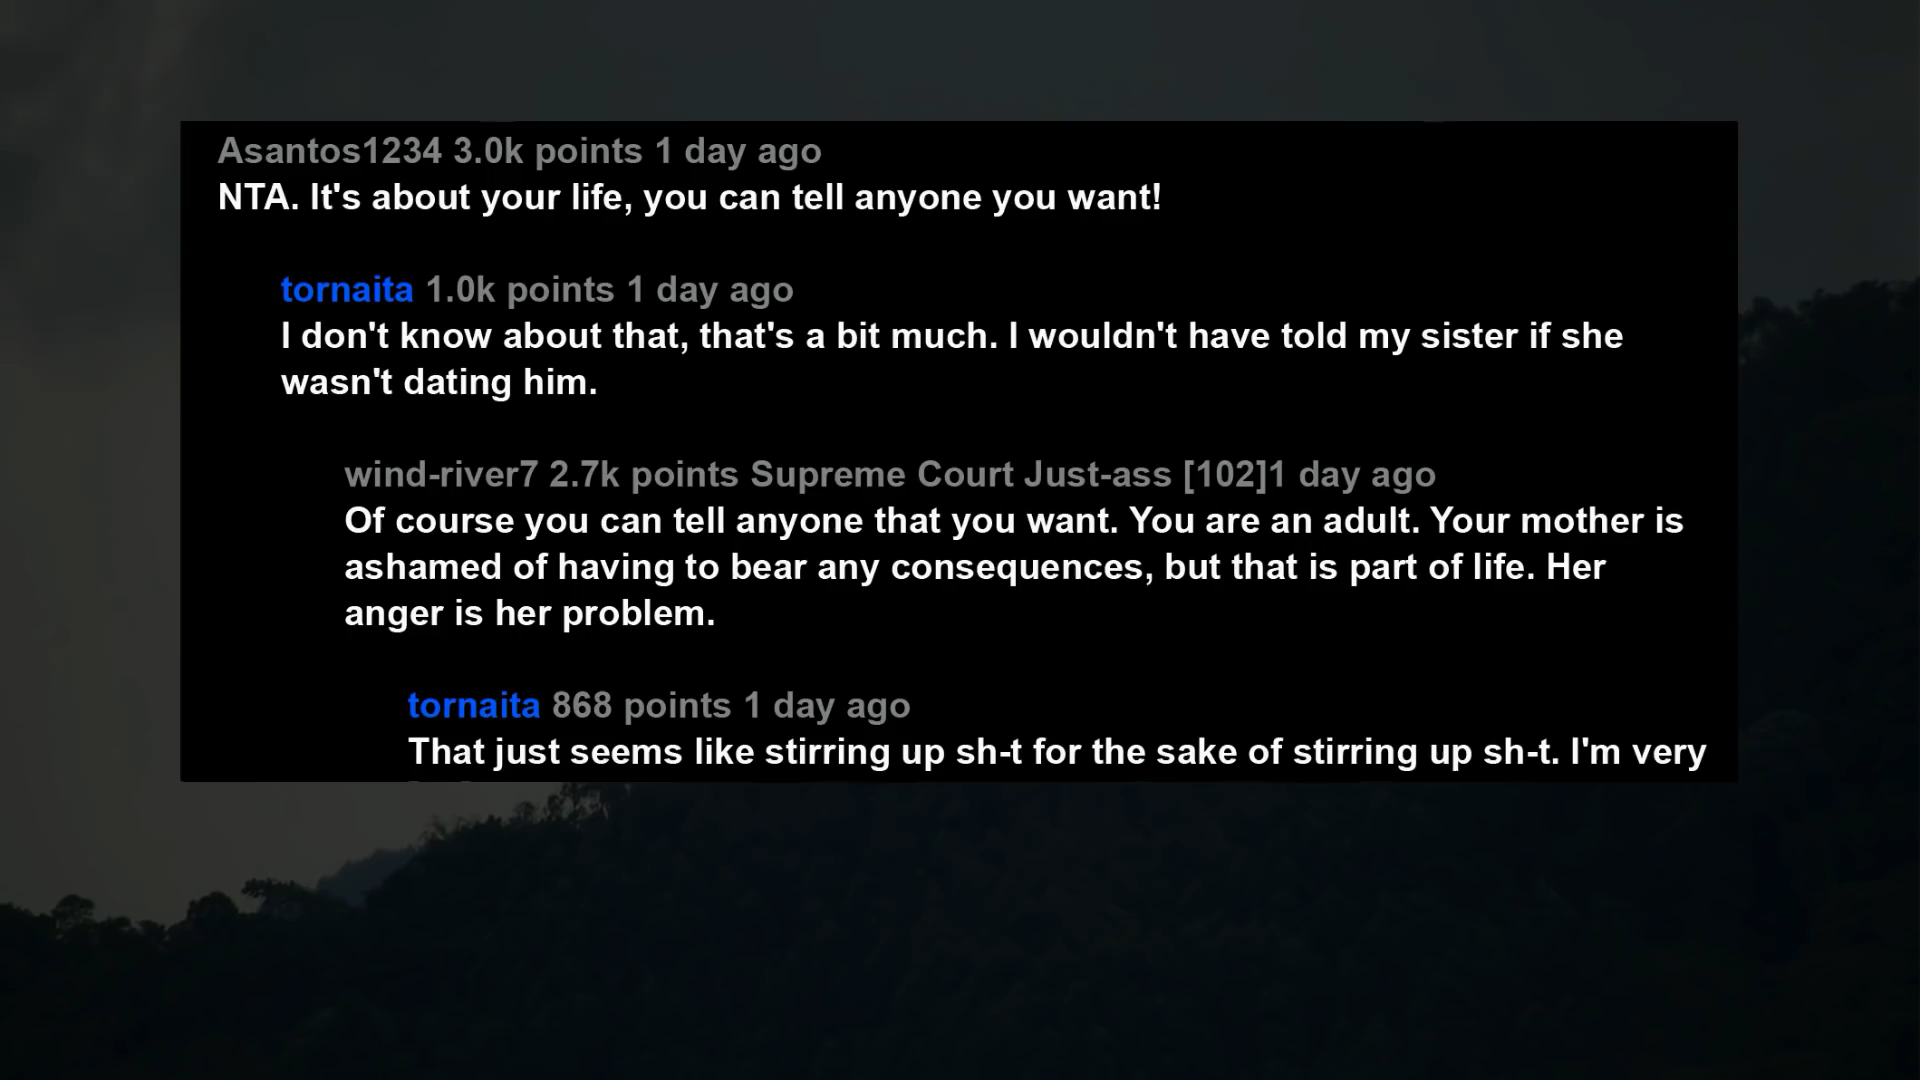 Asantos1234 3.0k points 1 day ago
NTA. It's about your life, you can tell anyone you want!
tornaita 1.0k points 1 day ago
I don't know about that, that's a bit much. I wouldn't have told my sister if she
wasn't dating him.
wind-river7 2.7k points Supreme Court Just-ass [102]1 day ago
Of course you can tell anyone that you want. You are an adult. Your mother is
ashamed of having to bear any consequences, but that is part of life. Her
anger is her problem.
tornaita 868 points 1 day ago
That just seems like stirring up sh-t for the sake of stirring up sh-t. I'm very